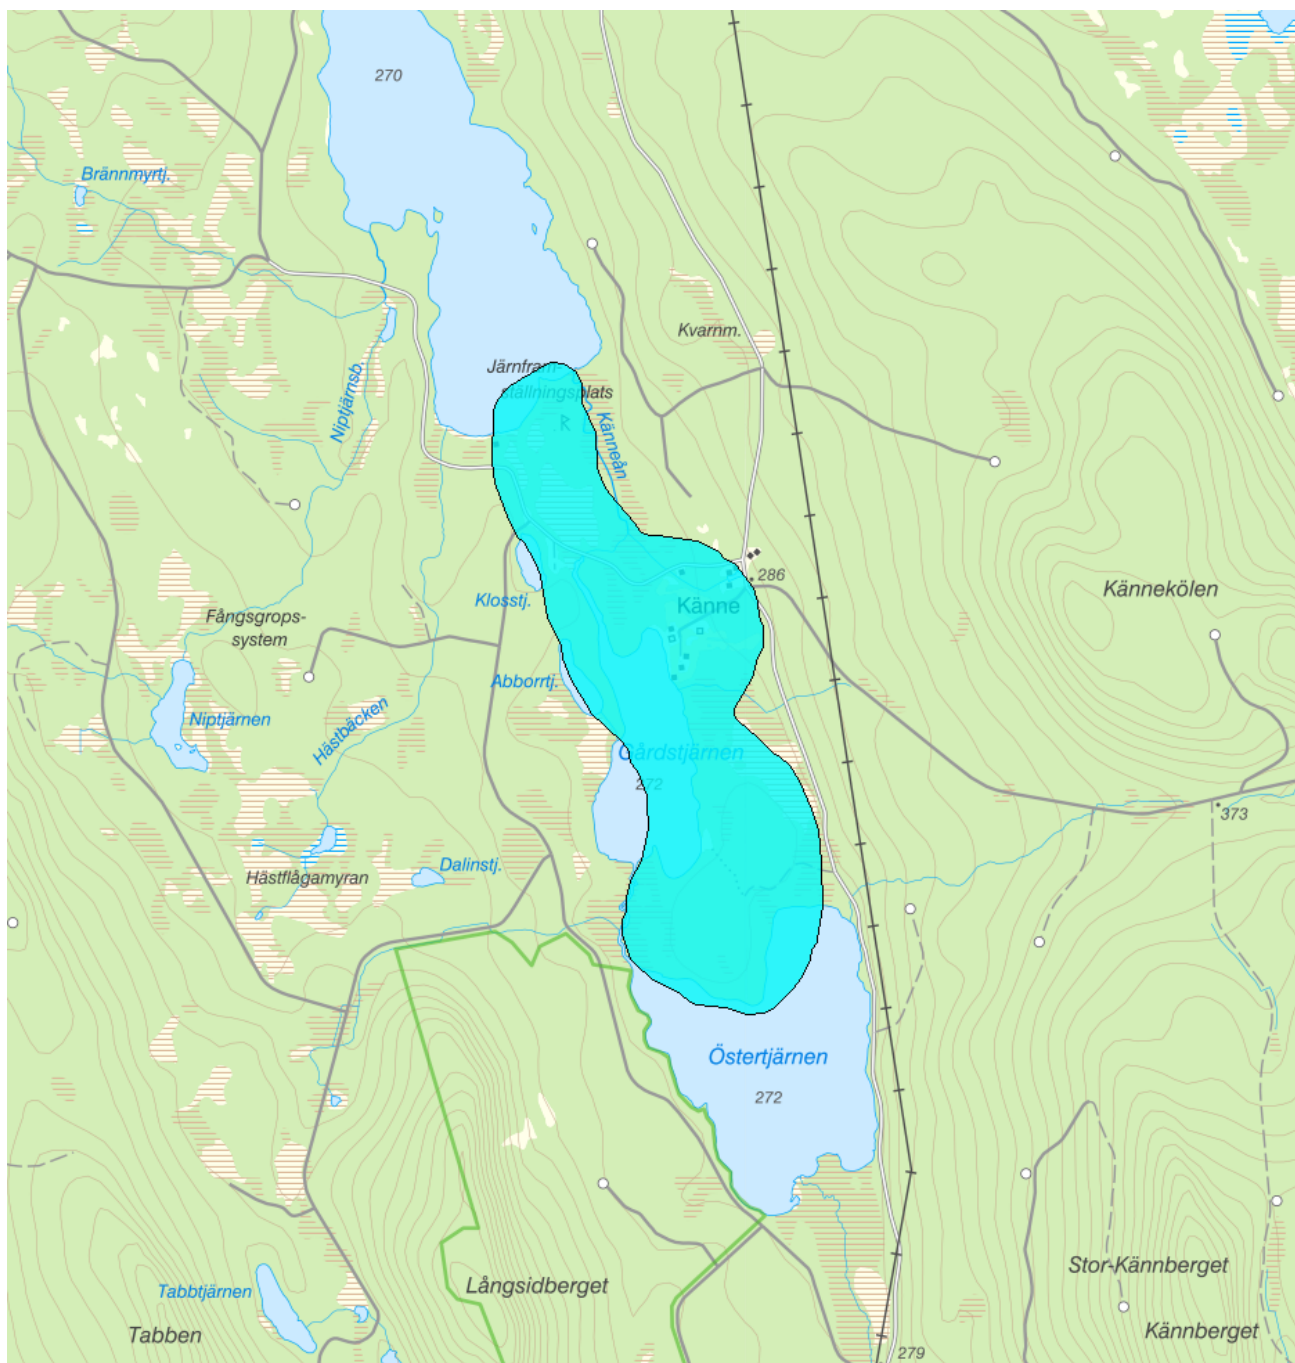 270
Brännmyrtj.
Kvarnm.
Järnfram-
ställningsplats
Niptjärnsb.
Känneån
R
286
Klosstj.
Känne
Kännekölen
Fångsgrops-
system
Abborrtj.
Niptjärnen
Hästbäcken
Gårdstjärnen
272
373
Dalinstj.
Hästflågamyran
Östertjärnen
272
Långsidberget
Stor-Kännberget
Tabbtjärnen
Tabben
Kännberget
279